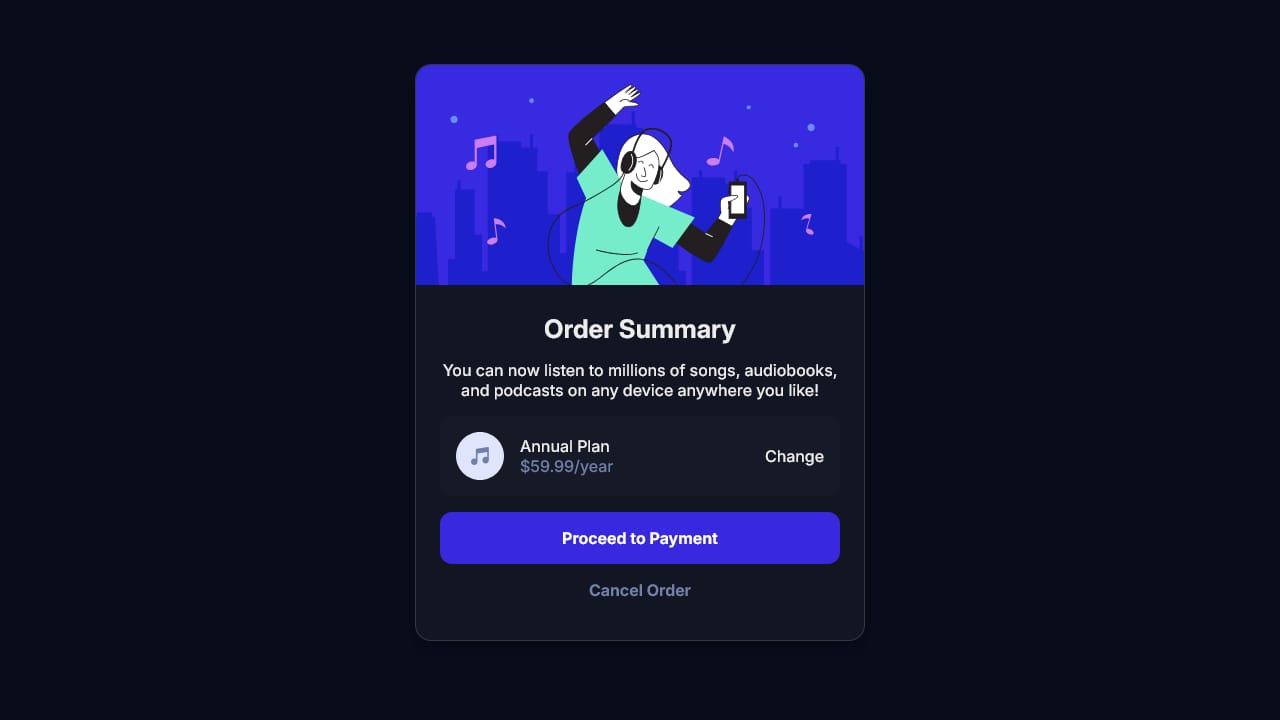 Order Summary
You can now listen to millions of songs, audiobooks,
and podcasts on any device anywhere you like!
Annual Plan
$59.99/year
Change
Proceed to Payment
Cancel Order